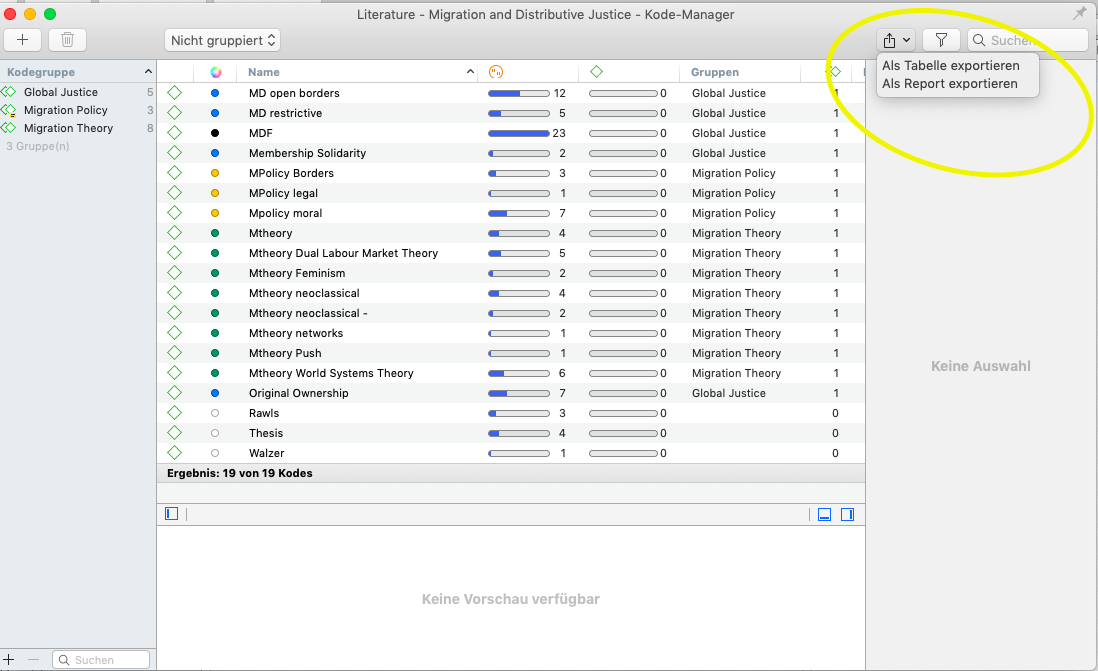 Literature - Migration and Distributive Justice - Kode-Manager
Nicht gruppiert
Suchen
Kodegruppe
Name
Gruppen
Als Tabelle exportieren
Als Report exportieren
Global Justice 5
Migration Policy 3
Migration Theory 8
3 Gruppe(n)
MD open borders 12 0 Global Justice 1
MD restrictive 5 0 Global Justice 1
MDF 23 0 Global Justice 1
Membership Solidarity 2 0 Global Justice 1
MPolicy Borders 3 0 Migration Policy 1
MPolicy legal 1 0 Migration Policy 1
Mpolicy moral 7 0 Migration Policy 1
Mtheory 4 0 Migration Theory 1
Mtheory Dual Labour Market Theory 5 0 Migration Theory 1
Mtheory Feminism 2 0 Migration Theory 1
Mtheory neoclassical 4 0 Migration Theory 1
Mtheory neoclassical - 2 0 Migration Theory 1
Mtheory networks 1 0 Migration Theory 1
Mtheory Push 1 0 Migration Theory 1
Mtheory World Systems Theory 6 0 Migration Theory 1
Original Ownership 7 0 Global Justice 1
Rawls 3 0 0
Thesis 4 0 0
Walzer 1 0 0
Ergebnis: 19 von 19 Kodes
Keine Auswahl
Keine Vorschau verfügbar
Suchen